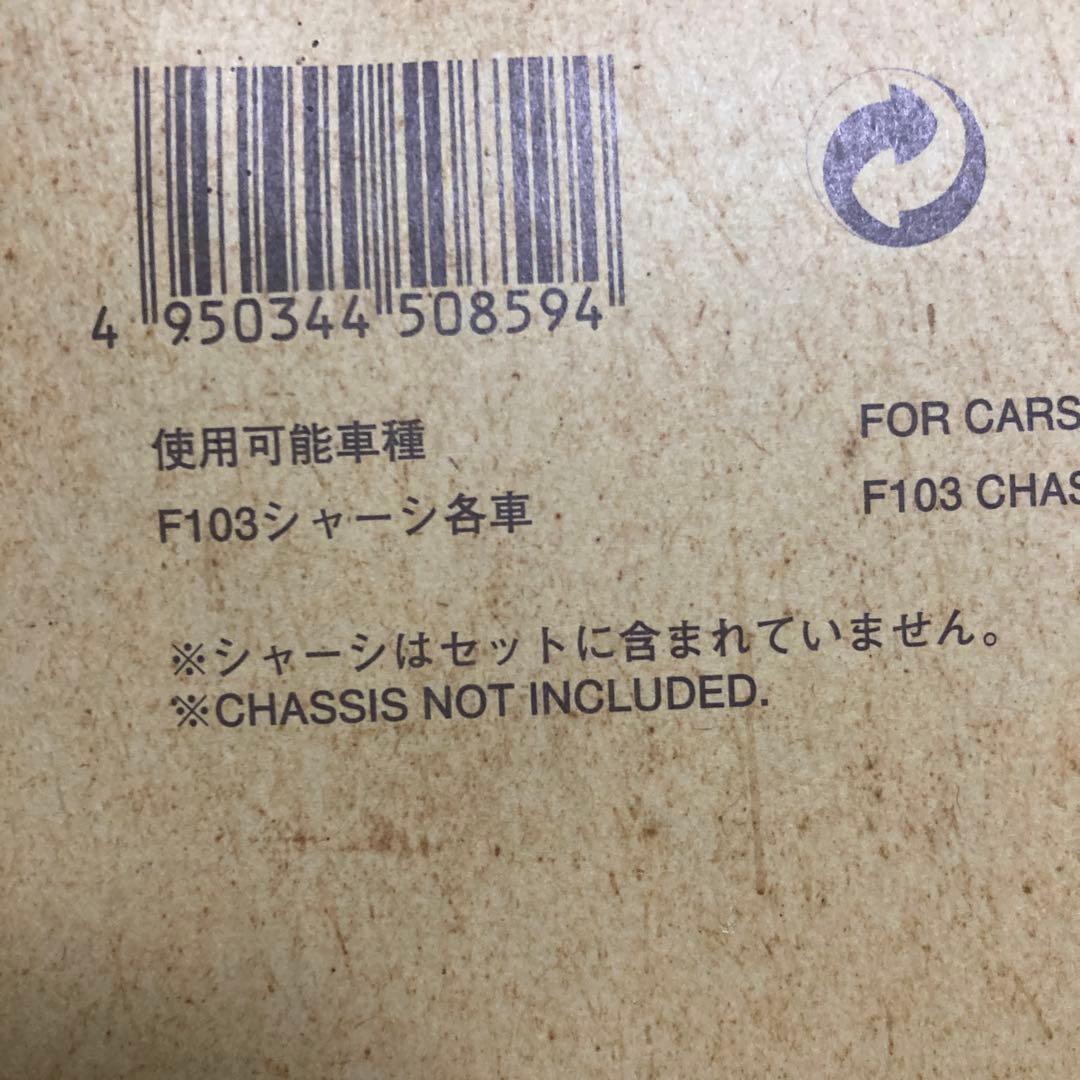 4 950344 508594
使用可能車種
F103シャーシ各車
FOR CARS
F103 CHAS
※シャーシはセットに含まれていません。
※CHASSIS NOT INCLUDED.